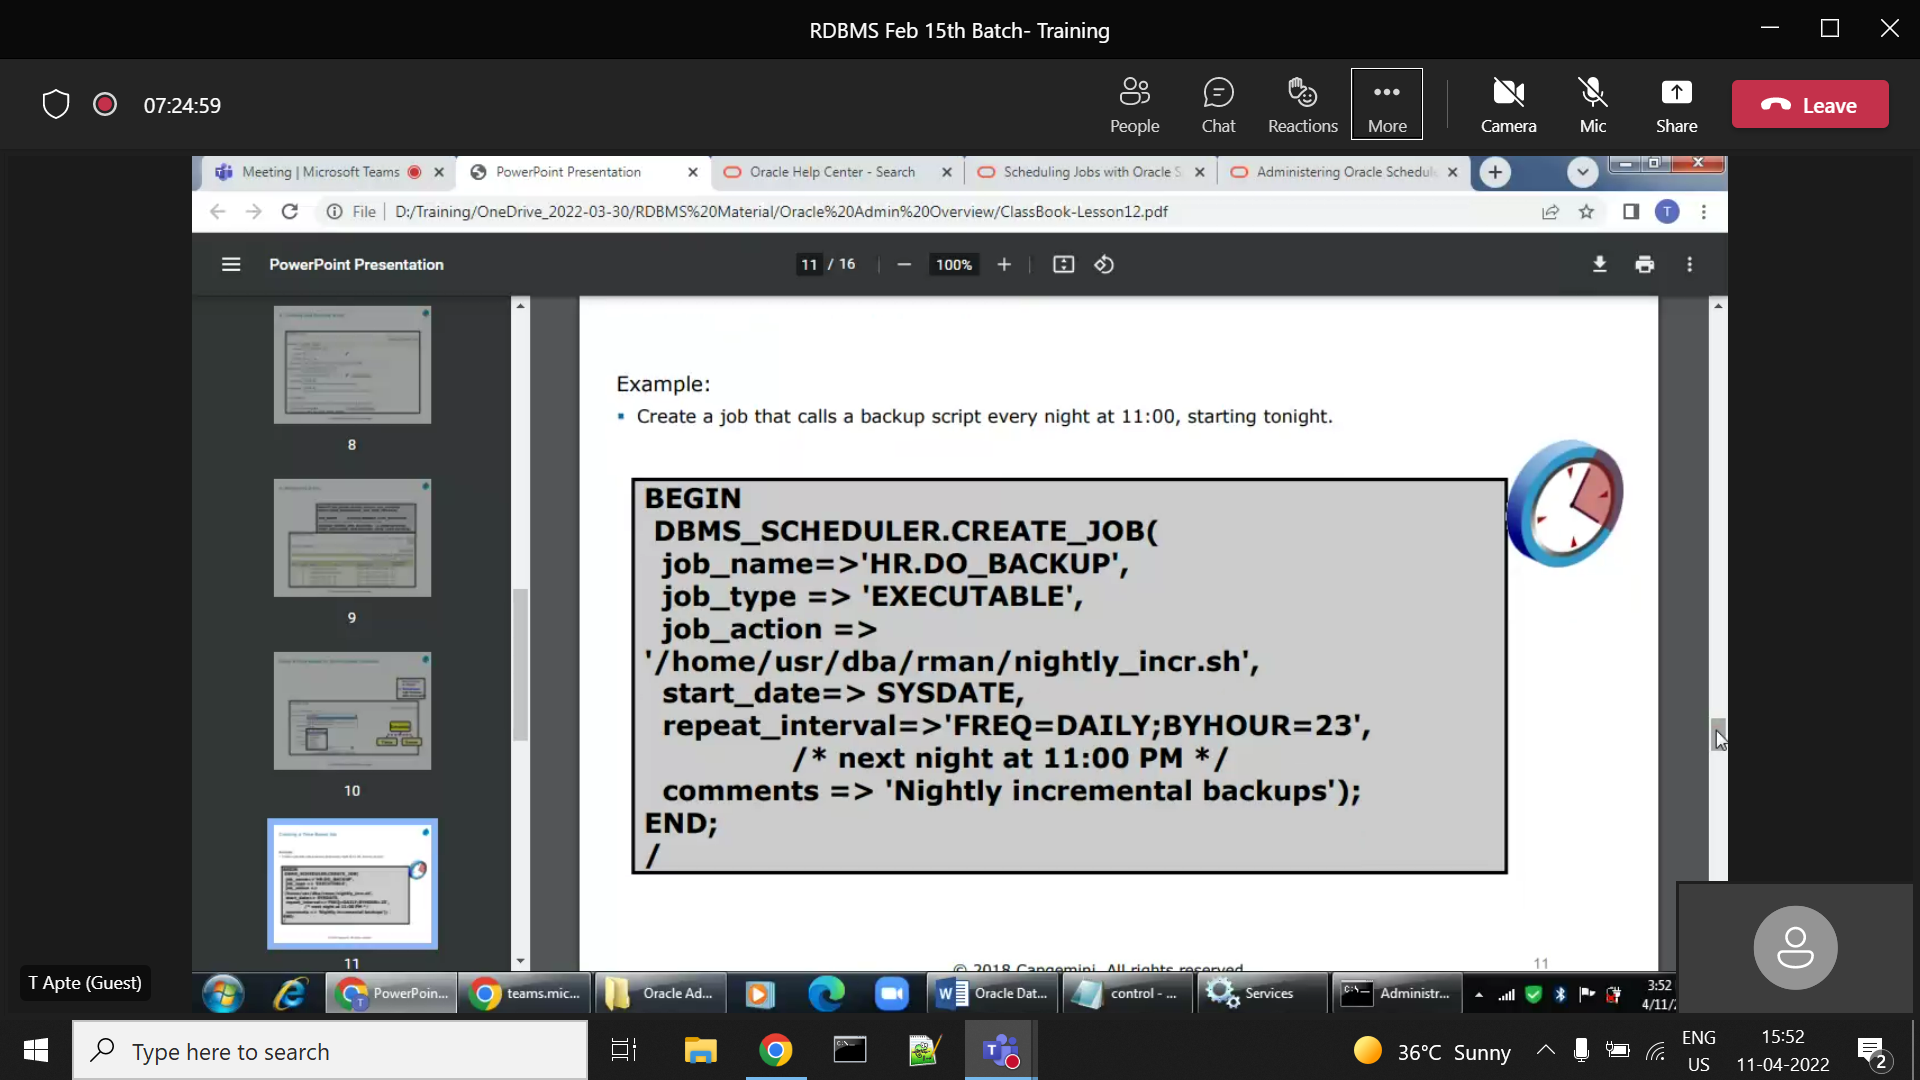 RDBMS Feb 15th Batch- Training
07:24:59
People
Chat
Reactions
More
Camera
Mic
Share
Leave
Meeting | Microsoft Teams
PowerPoint Presentation
Oracle Help Center - Search
Scheduling Jobs with Oracle S
Administering Oracle Schedul
File
D:/Training/OneDrive_2022-03-30/RDBMS%20Material/Oracle%20Admin%20Overview/ClassBook-Lesson12.pdf
T
PowerPoint Presentation
11 / 16
100%
8
9
10
11
Example:
Create a job that calls a backup script every night at 11:00, starting tonight.
BEGIN
DBMS_SCHEDULER.CREATE_JOB(
job_name=>'HR.DO_BACKUP',
job_type => 'EXECUTABLE',
job_action =>
'/home/usr/dba/rman/nightly_incr.sh',
start_date=> SYSDATE,
repeat_interval=>'FREQ=DAILY;BYHOUR=23',
/* next night at 11:00 PM */
comments => 'Nightly incremental backups');
END;
/
© 2018 Capgemini. All rights reserved.
11
T Apte (Guest)
PowerPoin...
teams.mic...
Oracle Ad...
Oracle Dat...
control - ...
Services
Administr...
3:52
4/11/
Type here to search
36°C Sunny
ENG
US
15:52
11-04-2022
2